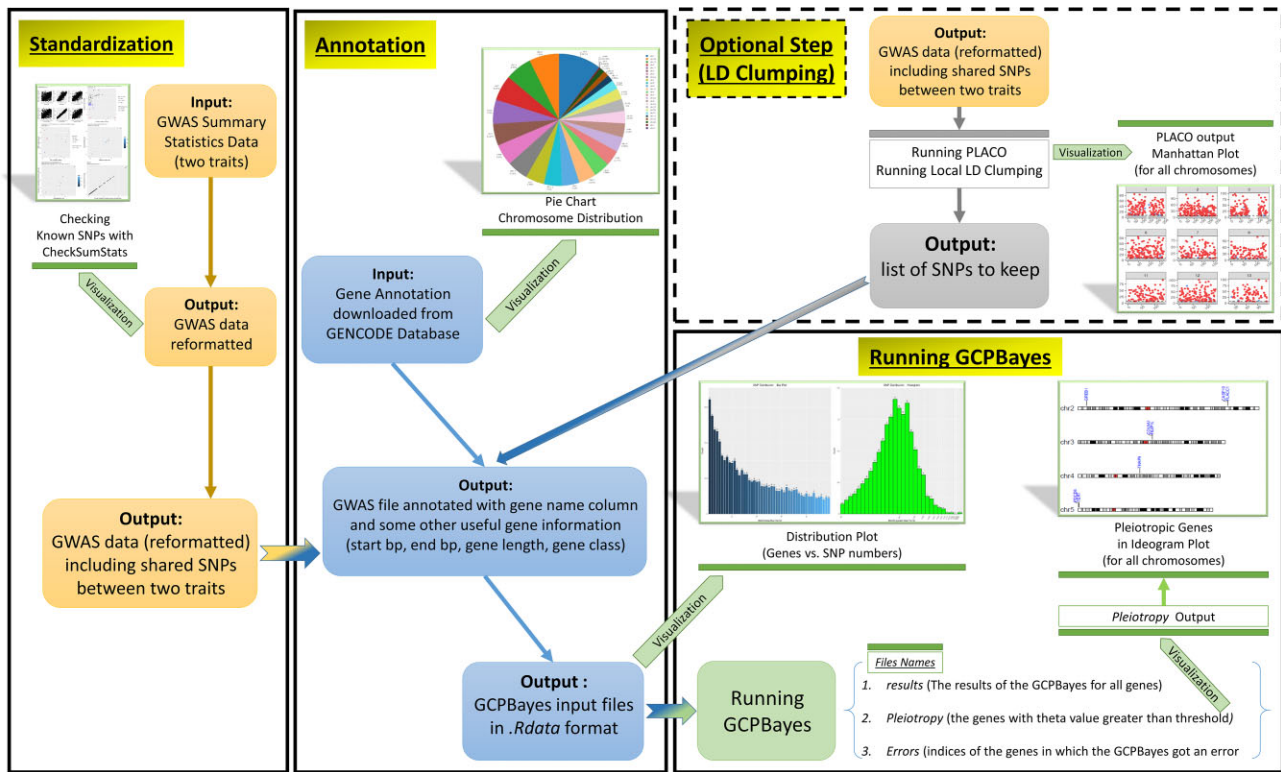 Standardization
Input:
GWAS Summary
Statistics Data
(two traits)
Checking
Known SNPs with
CheckSumStats
Visualization
Output:
GWAS data
reformatted
Output:
GWAS data (reformatted)
including shared SNPs
between two traits
Annotation
Pie Chart
Chromosome Distribution
Visualization
Input:
Gene Annotation
downloaded from
GENCODE Database
Output:
GWAS file annotated with gene name column
and some other useful gene information
(start bp, end bp, gene length, gene class)
Output :
GCPBayes input files
in .Rdata format
Visualization
Optional Step
(LD Clumping)
Output:
GWAS data (reformatted)
including shared SNPs
between two traits
Running PLACO
Running Local LD Clumping
Visualization
PLACO output
Manhattan Plot
(for all chromosomes)
Output:
list of SNPs to keep
Running GCPBayes
Distribution Plot
(Genes vs. SNP numbers)
chr2
chr3
chr4
chr5
Pleiotropic Genes
in Ideogram Plot
(for all chromosomes)
Pleiotropy Output
Visualization
Running
GCPBayes
Files Names
1. results (The results of the GCPBayes for all genes)
2. Pleiotropy (the genes with theta value greater than threshold)
3. Errors (indices of the genes in which the GCPBayes got an error